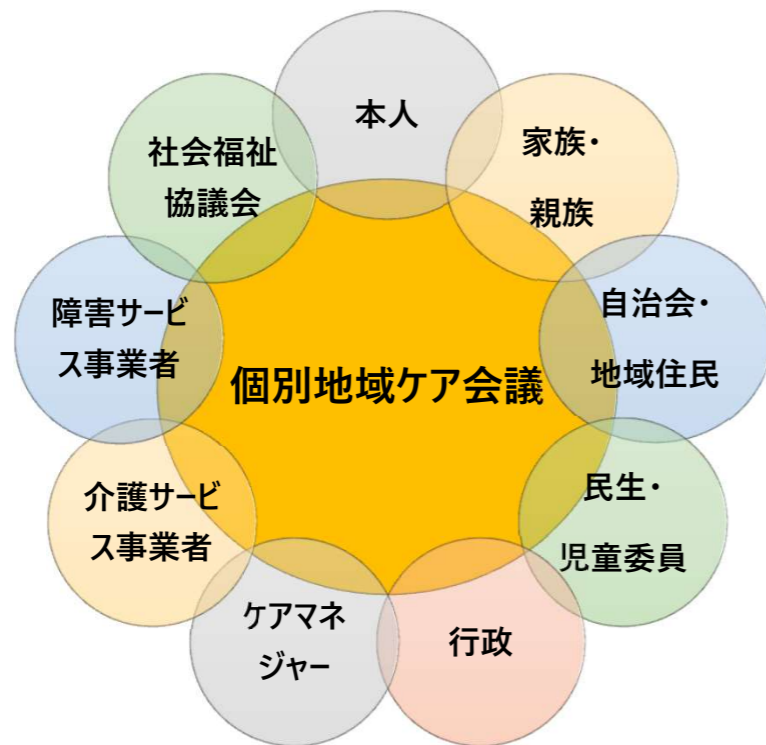 本人
家族・
親族
自治会・
地域住民
民生・
児童委員
行政
ケアマネ
ジャー
介護サービ
ス事業者
障害サービ
ス事業者
社会福祉
協議会
個別地域ケア会議